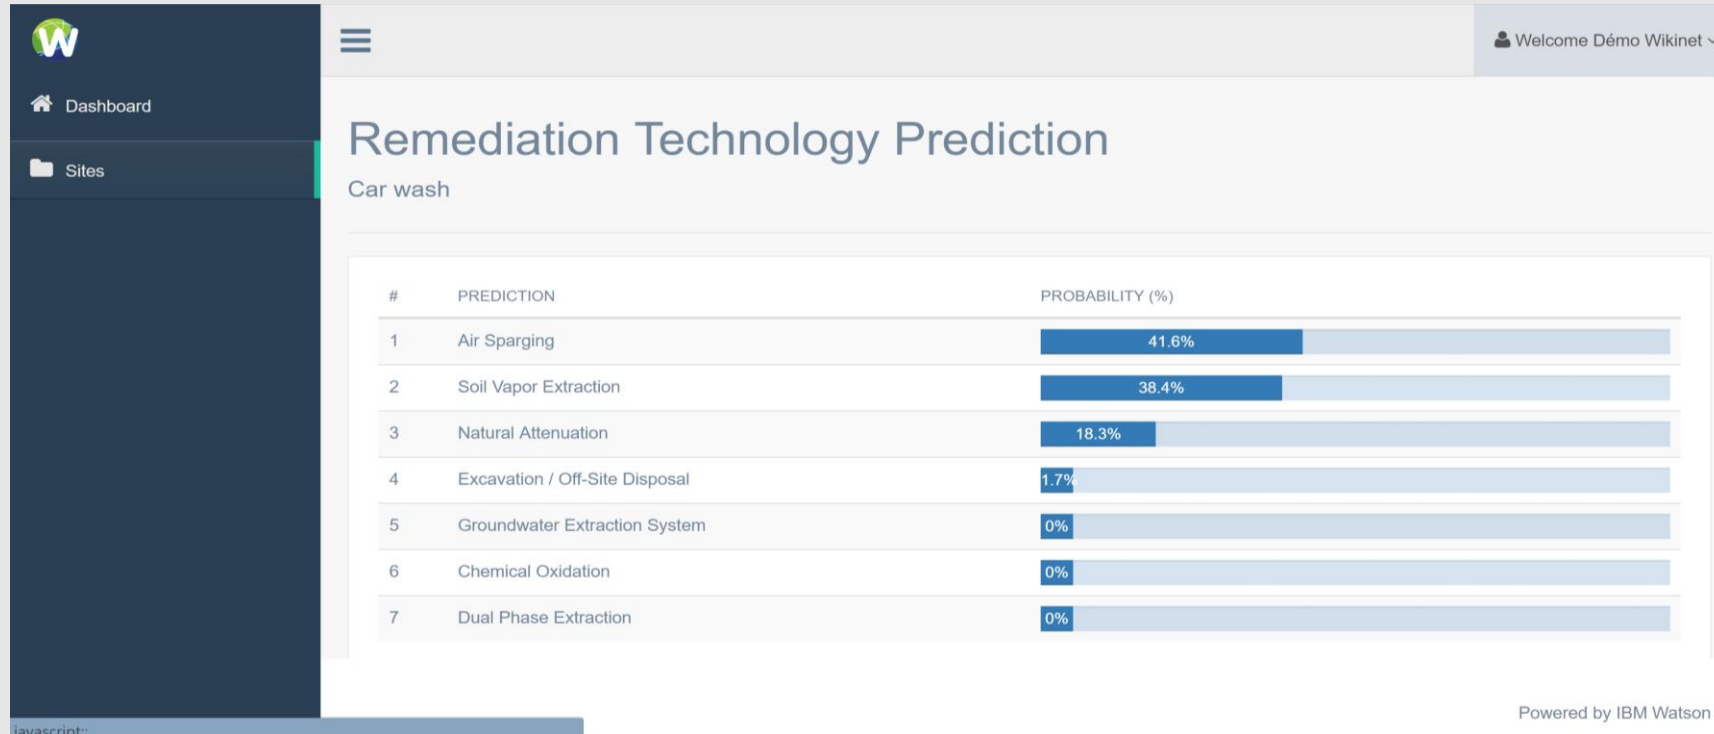 W
Welcome Démo Wikinet
Dashboard
Sites
Remediation Technology Prediction
Car wash
# PREDICTION PROBABILITY (%)
1 Air Sparging 41.6%
2 Soil Vapor Extraction 38.4%
3 Natural Attenuation 18.3%
4 Excavation / Off-Site Disposal 1.7%
5 Groundwater Extraction System 0%
6 Chemical Oxidation 0%
7 Dual Phase Extraction 0%
Powered by IBM Watson
javascript:;